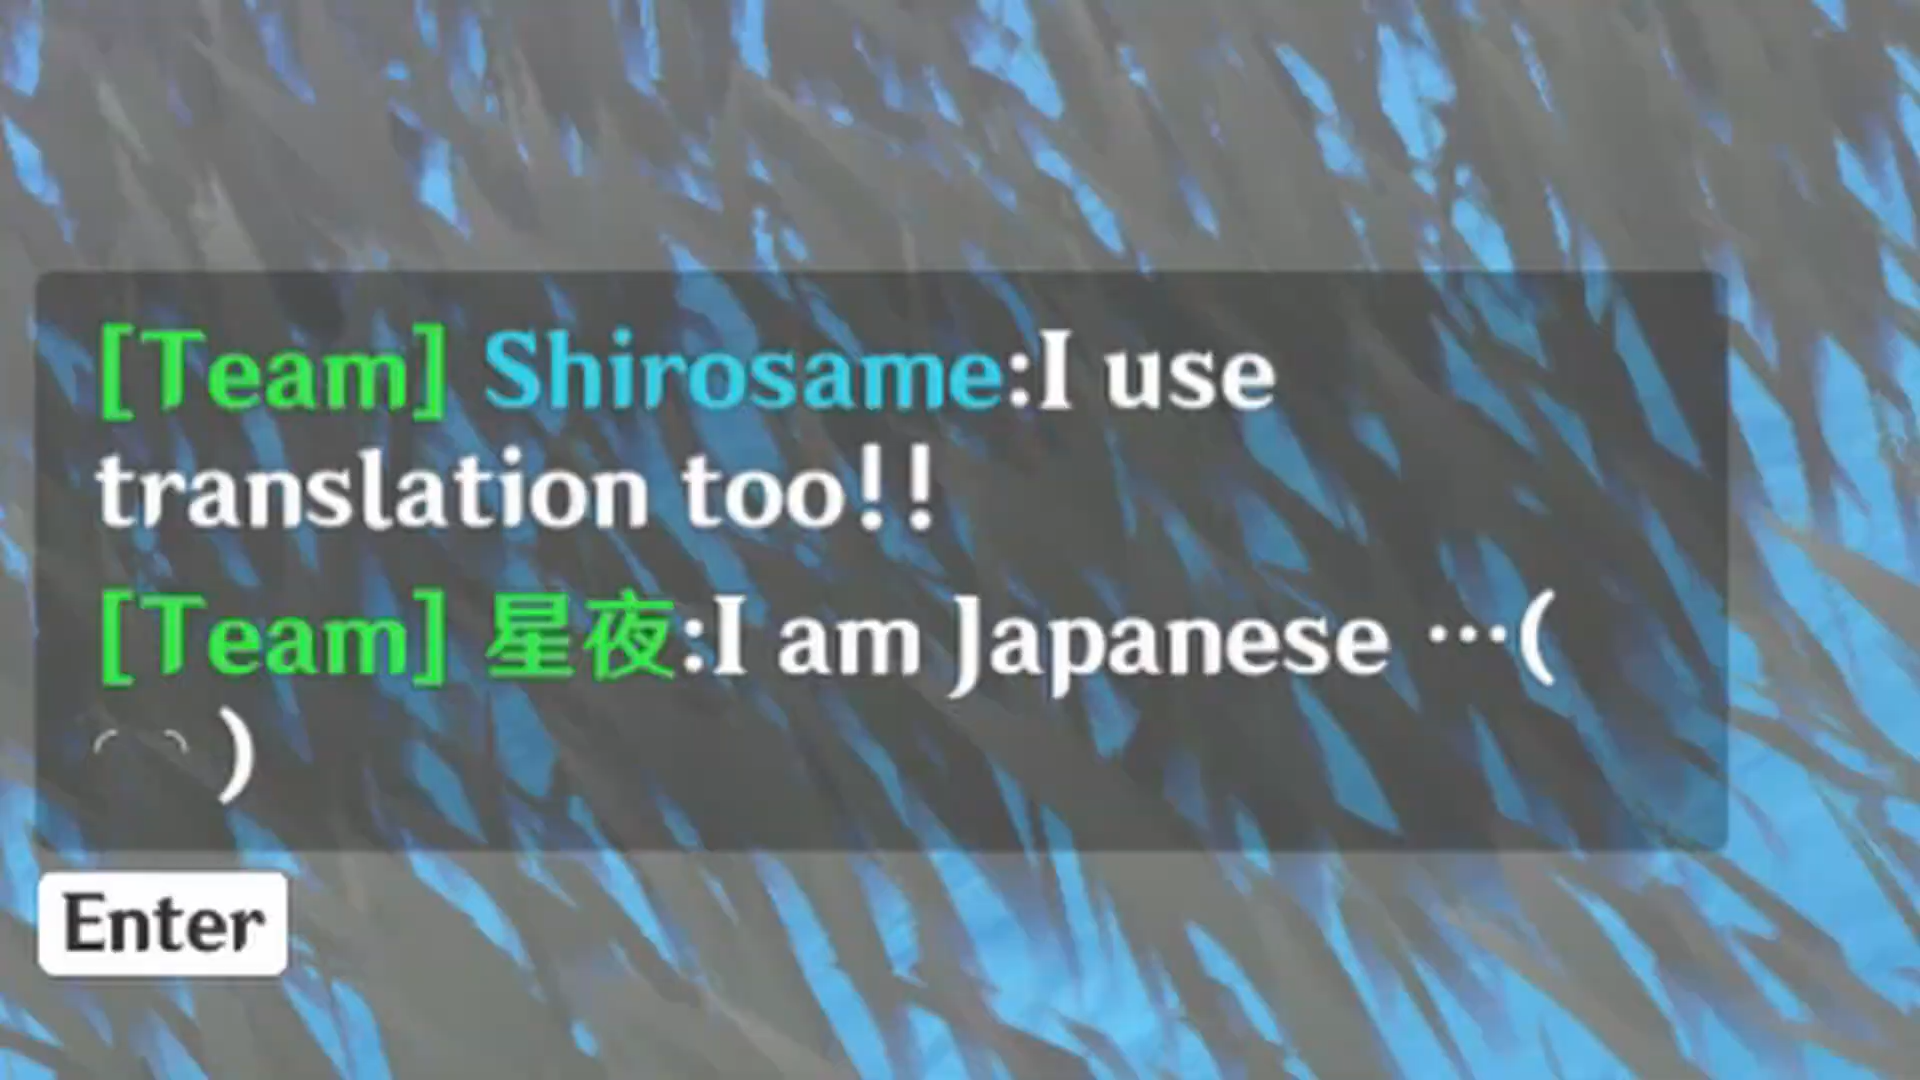 [Team] Shirosame:I use
translation too!!
[Team] 星夜:I am Japanese …(
◜ ◝ )
Enter